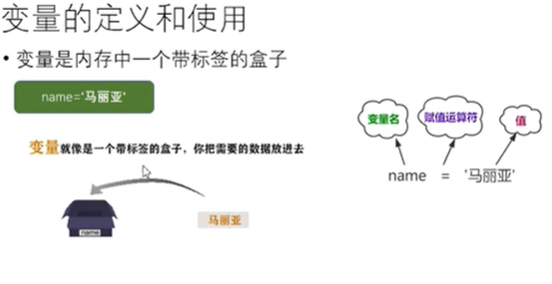 变量的定义和使用
• 变量是内存中一个带标签的盒子
name='马丽亚'
变量就像是一个带标签的盒子，你把需要的数据放进去
name
马丽亚
变量名 赋值运算符 值
name = '马丽亚'